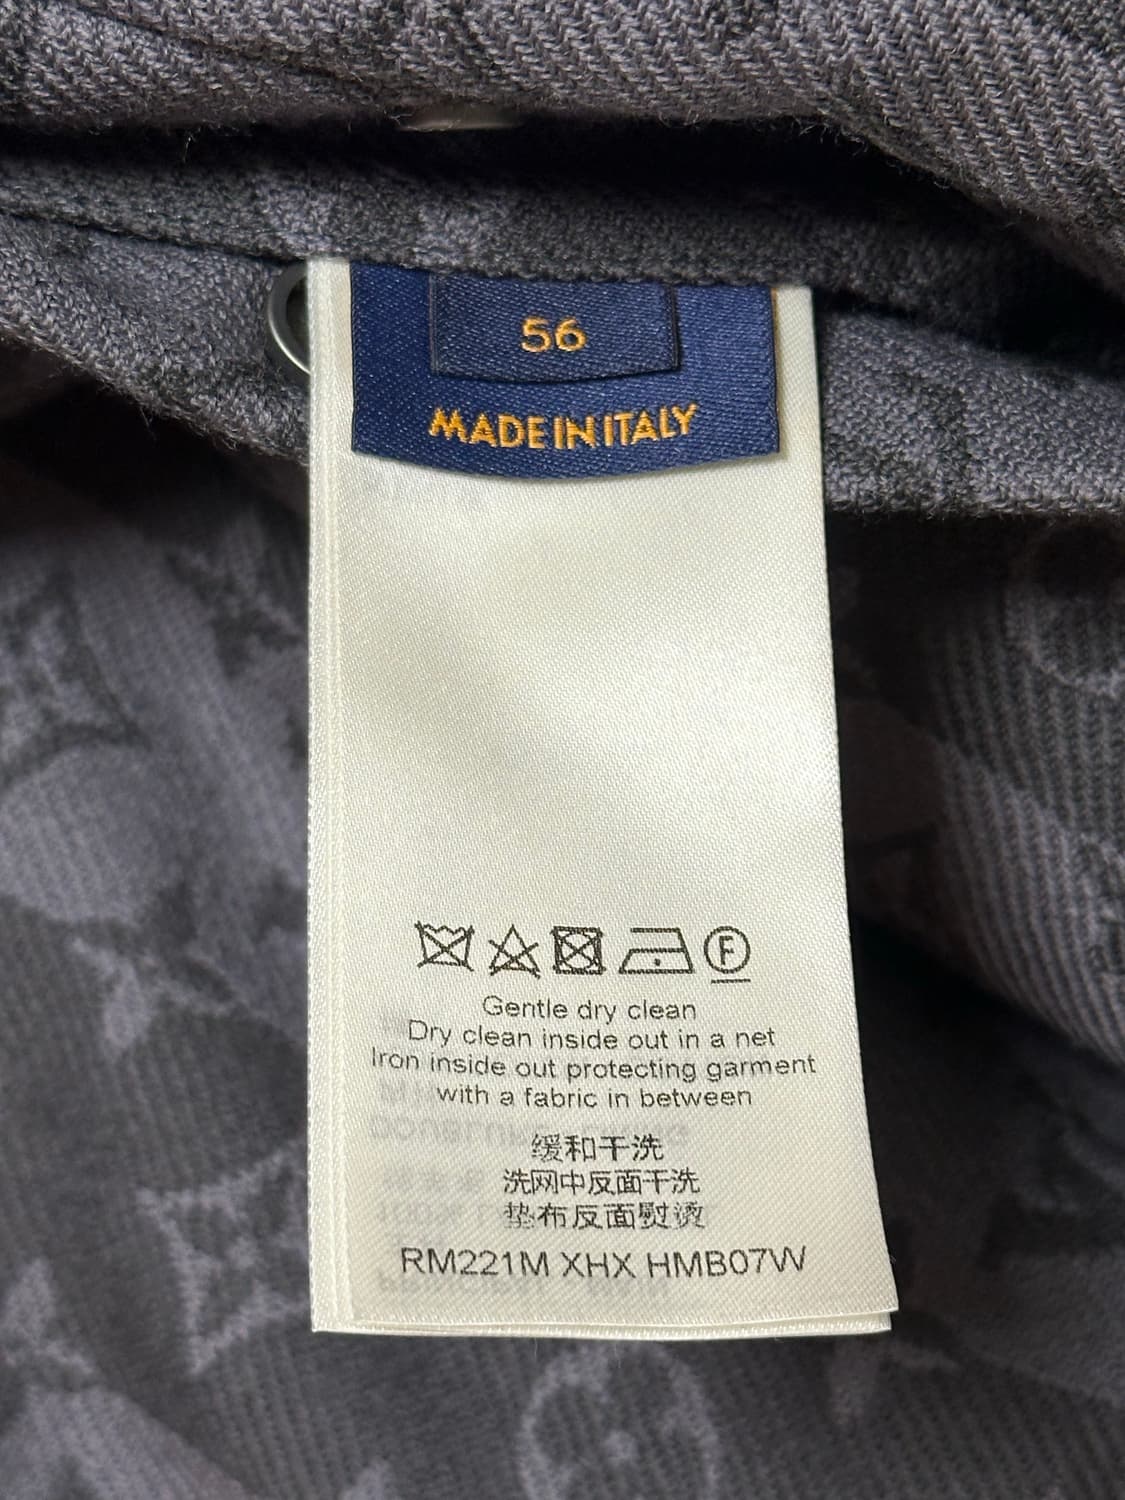 56
MADE IN ITALY
F
Gentle dry clean
Dry clean inside out in a net
Iron inside out protecting garment
with a fabric in between
缓和干洗
洗网中反面干洗
垫布反面熨烫
RM221M XHX HMB07W